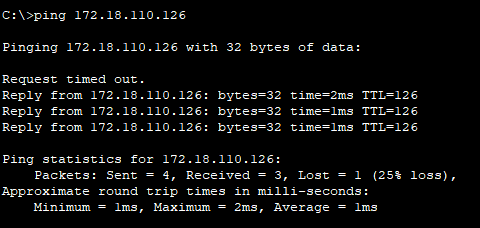 C:\>ping 172.18.110.126
Pinging 172.18.110.126 with 32 bytes of data:
Request timed out.
Reply from 172.18.110.126: bytes=32 time=2ms TTL=126
Reply from 172.18.110.126: bytes=32 time=1ms TTL=126
Reply from 172.18.110.126: bytes=32 time=1ms TTL=126
Ping statistics for 172.18.110.126:
Packets: Sent = 4, Received = 3, Lost = 1 (25% loss),
Approximate round trip times in milli-seconds:
Minimum = 1ms, Maximum = 2ms, Average = 1ms